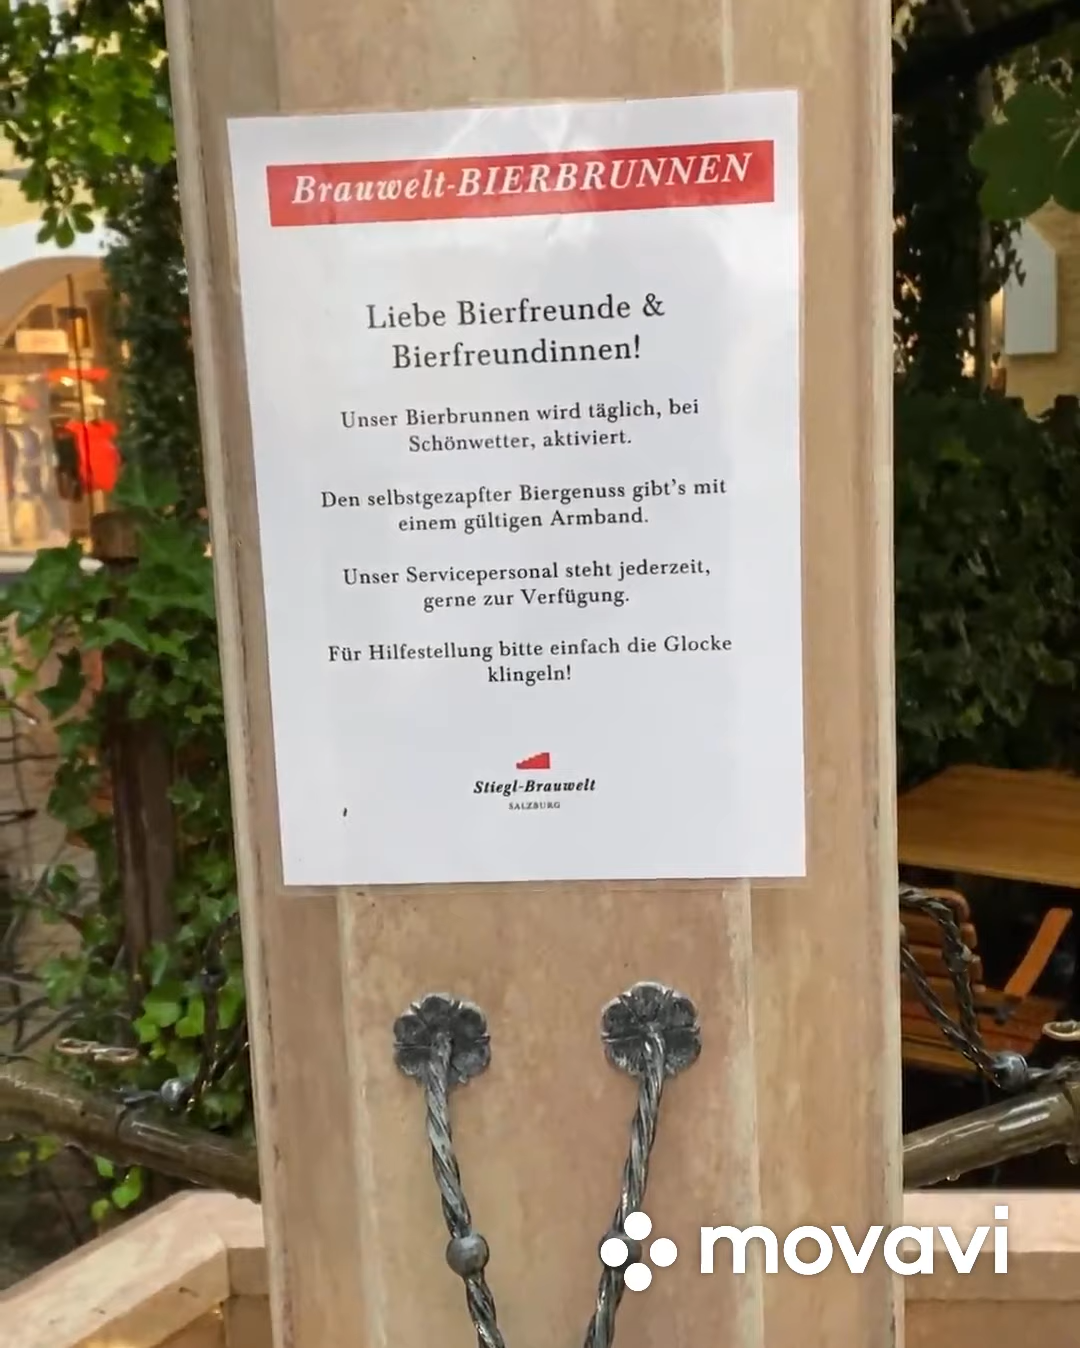 Brauwelt-BIERBRUNNEN
Liebe Bierfreunde &
Bierfreundinnen!
Unser Bierbrunnen wird täglich, bei
Schönwetter, aktiviert.
Den selbstgezapfter Biergenuss gibt's mit
einem gültigen Armband.
Unser Servicepersonal steht jederzeit,
gerne zur Verfügung.
Für Hilfestellung bitte einfach die Glocke
klingeln!
Stiegl-Brauwelt
SALZBURG
movavi